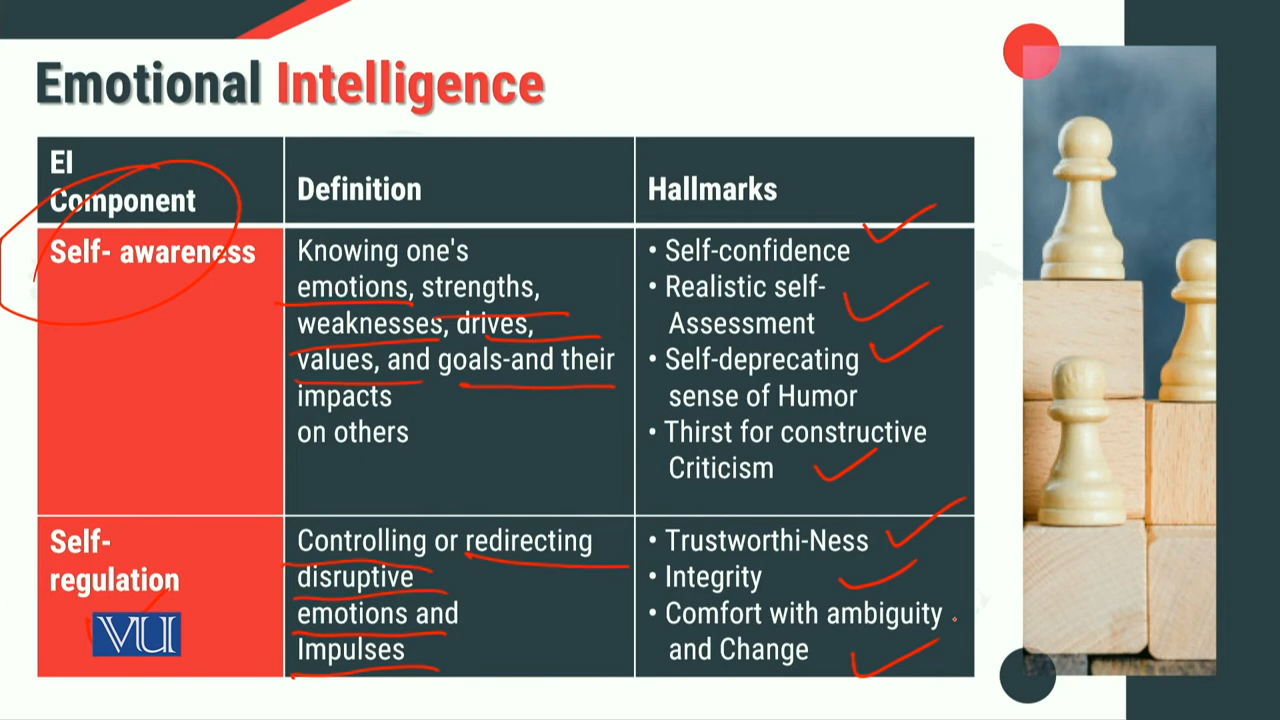 Emotional Intelligence
EI
Component
Definition
Hallmarks
Self- awareness
Knowing one's
emotions, strengths,
weaknesses, drives,
values, and goals-and their
impacts
on others
• Self-confidence
• Realistic self-
Assessment
• Self-deprecating
sense of Humor
• Thirst for constructive
Criticism
Self-
regulation
Controlling or redirecting
disruptive
emotions and
Impulses
• Trustworthi-Ness
• Integrity
• Comfort with ambiguity
and Change
VU